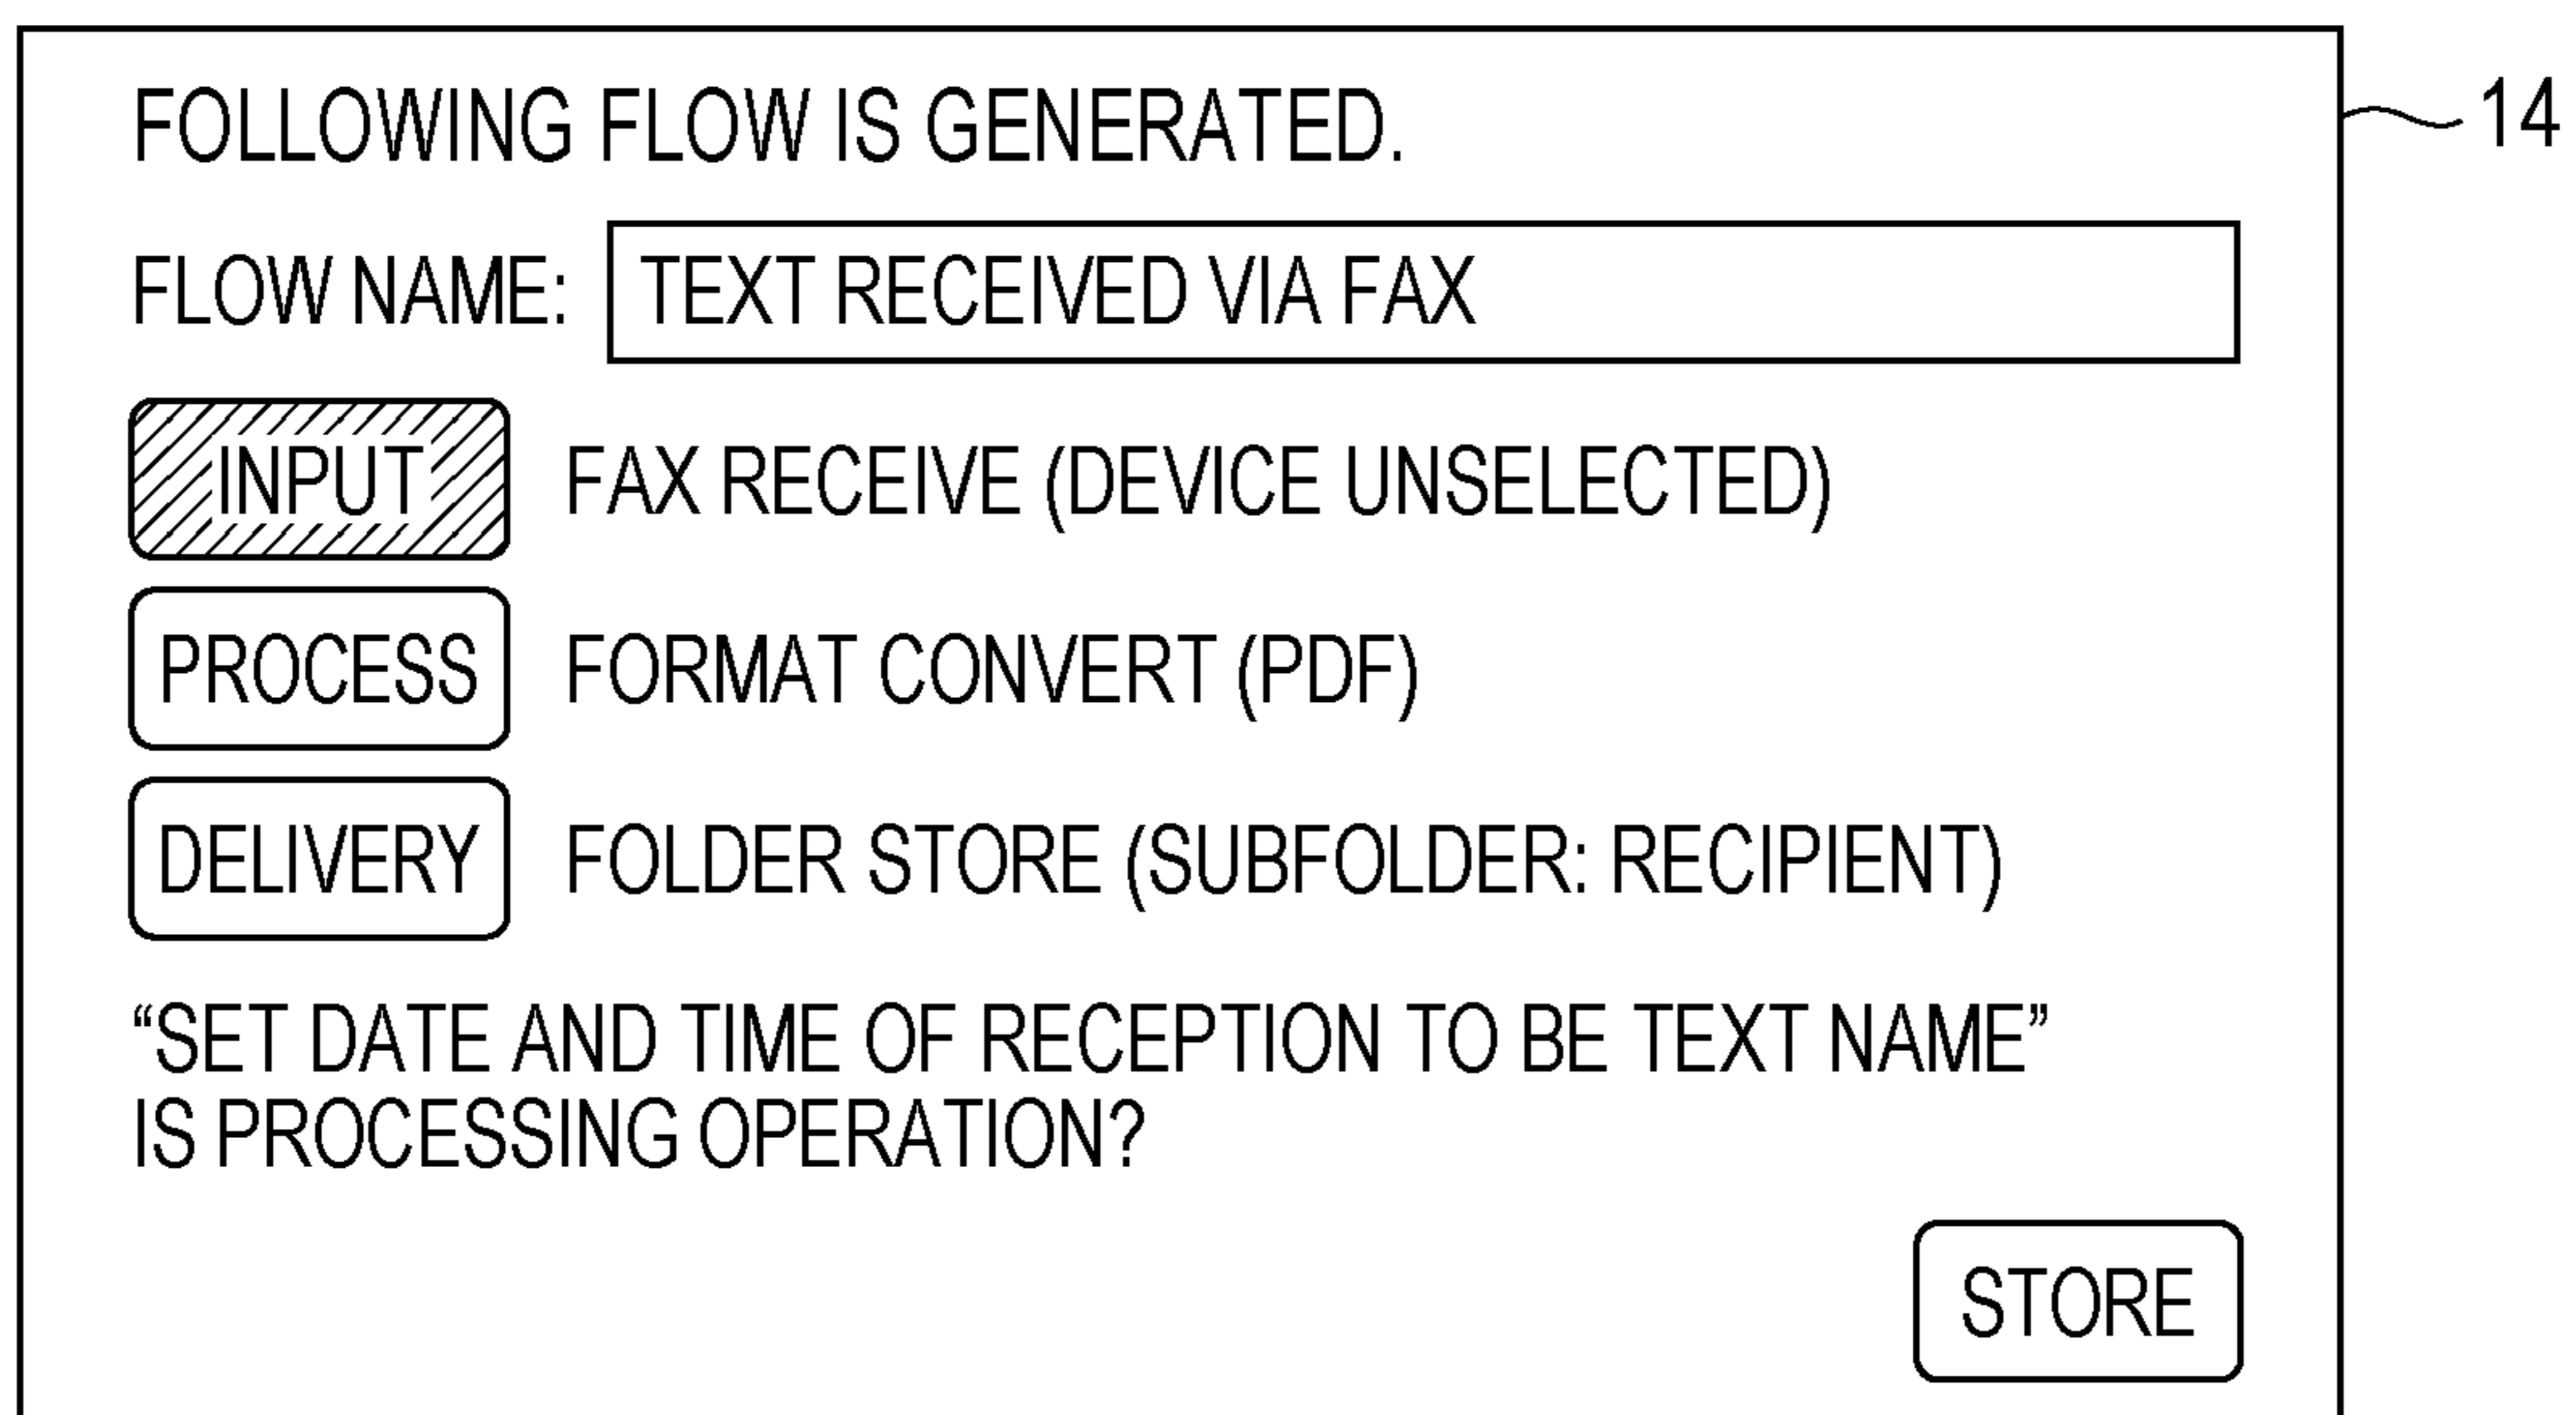 FOLLOWING FLOW IS GENERATED.
14
FLOW NAME: TEXT RECEIVED VIA FAX
INPUT FAX RECEIVE (DEVICE UNSELECTED)
PROCESS FORMAT CONVERT (PDF)
DELIVERY FOLDER STORE (SUBFOLDER: RECIPIENT)
“SET DATE AND TIME OF RECEPTION TO BE TEXT NAME”
IS PROCESSING OPERATION?
STORE